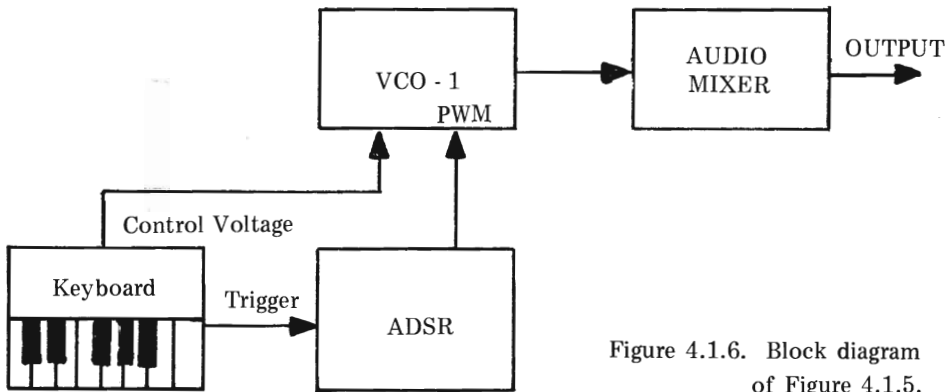 VCO - 1
PWM
AUDIO
MIXER
OUTPUT
Control Voltage
Keyboard
Trigger
ADSR
Figure 4.1.6. Block diagram
of Figure 4.1.5.